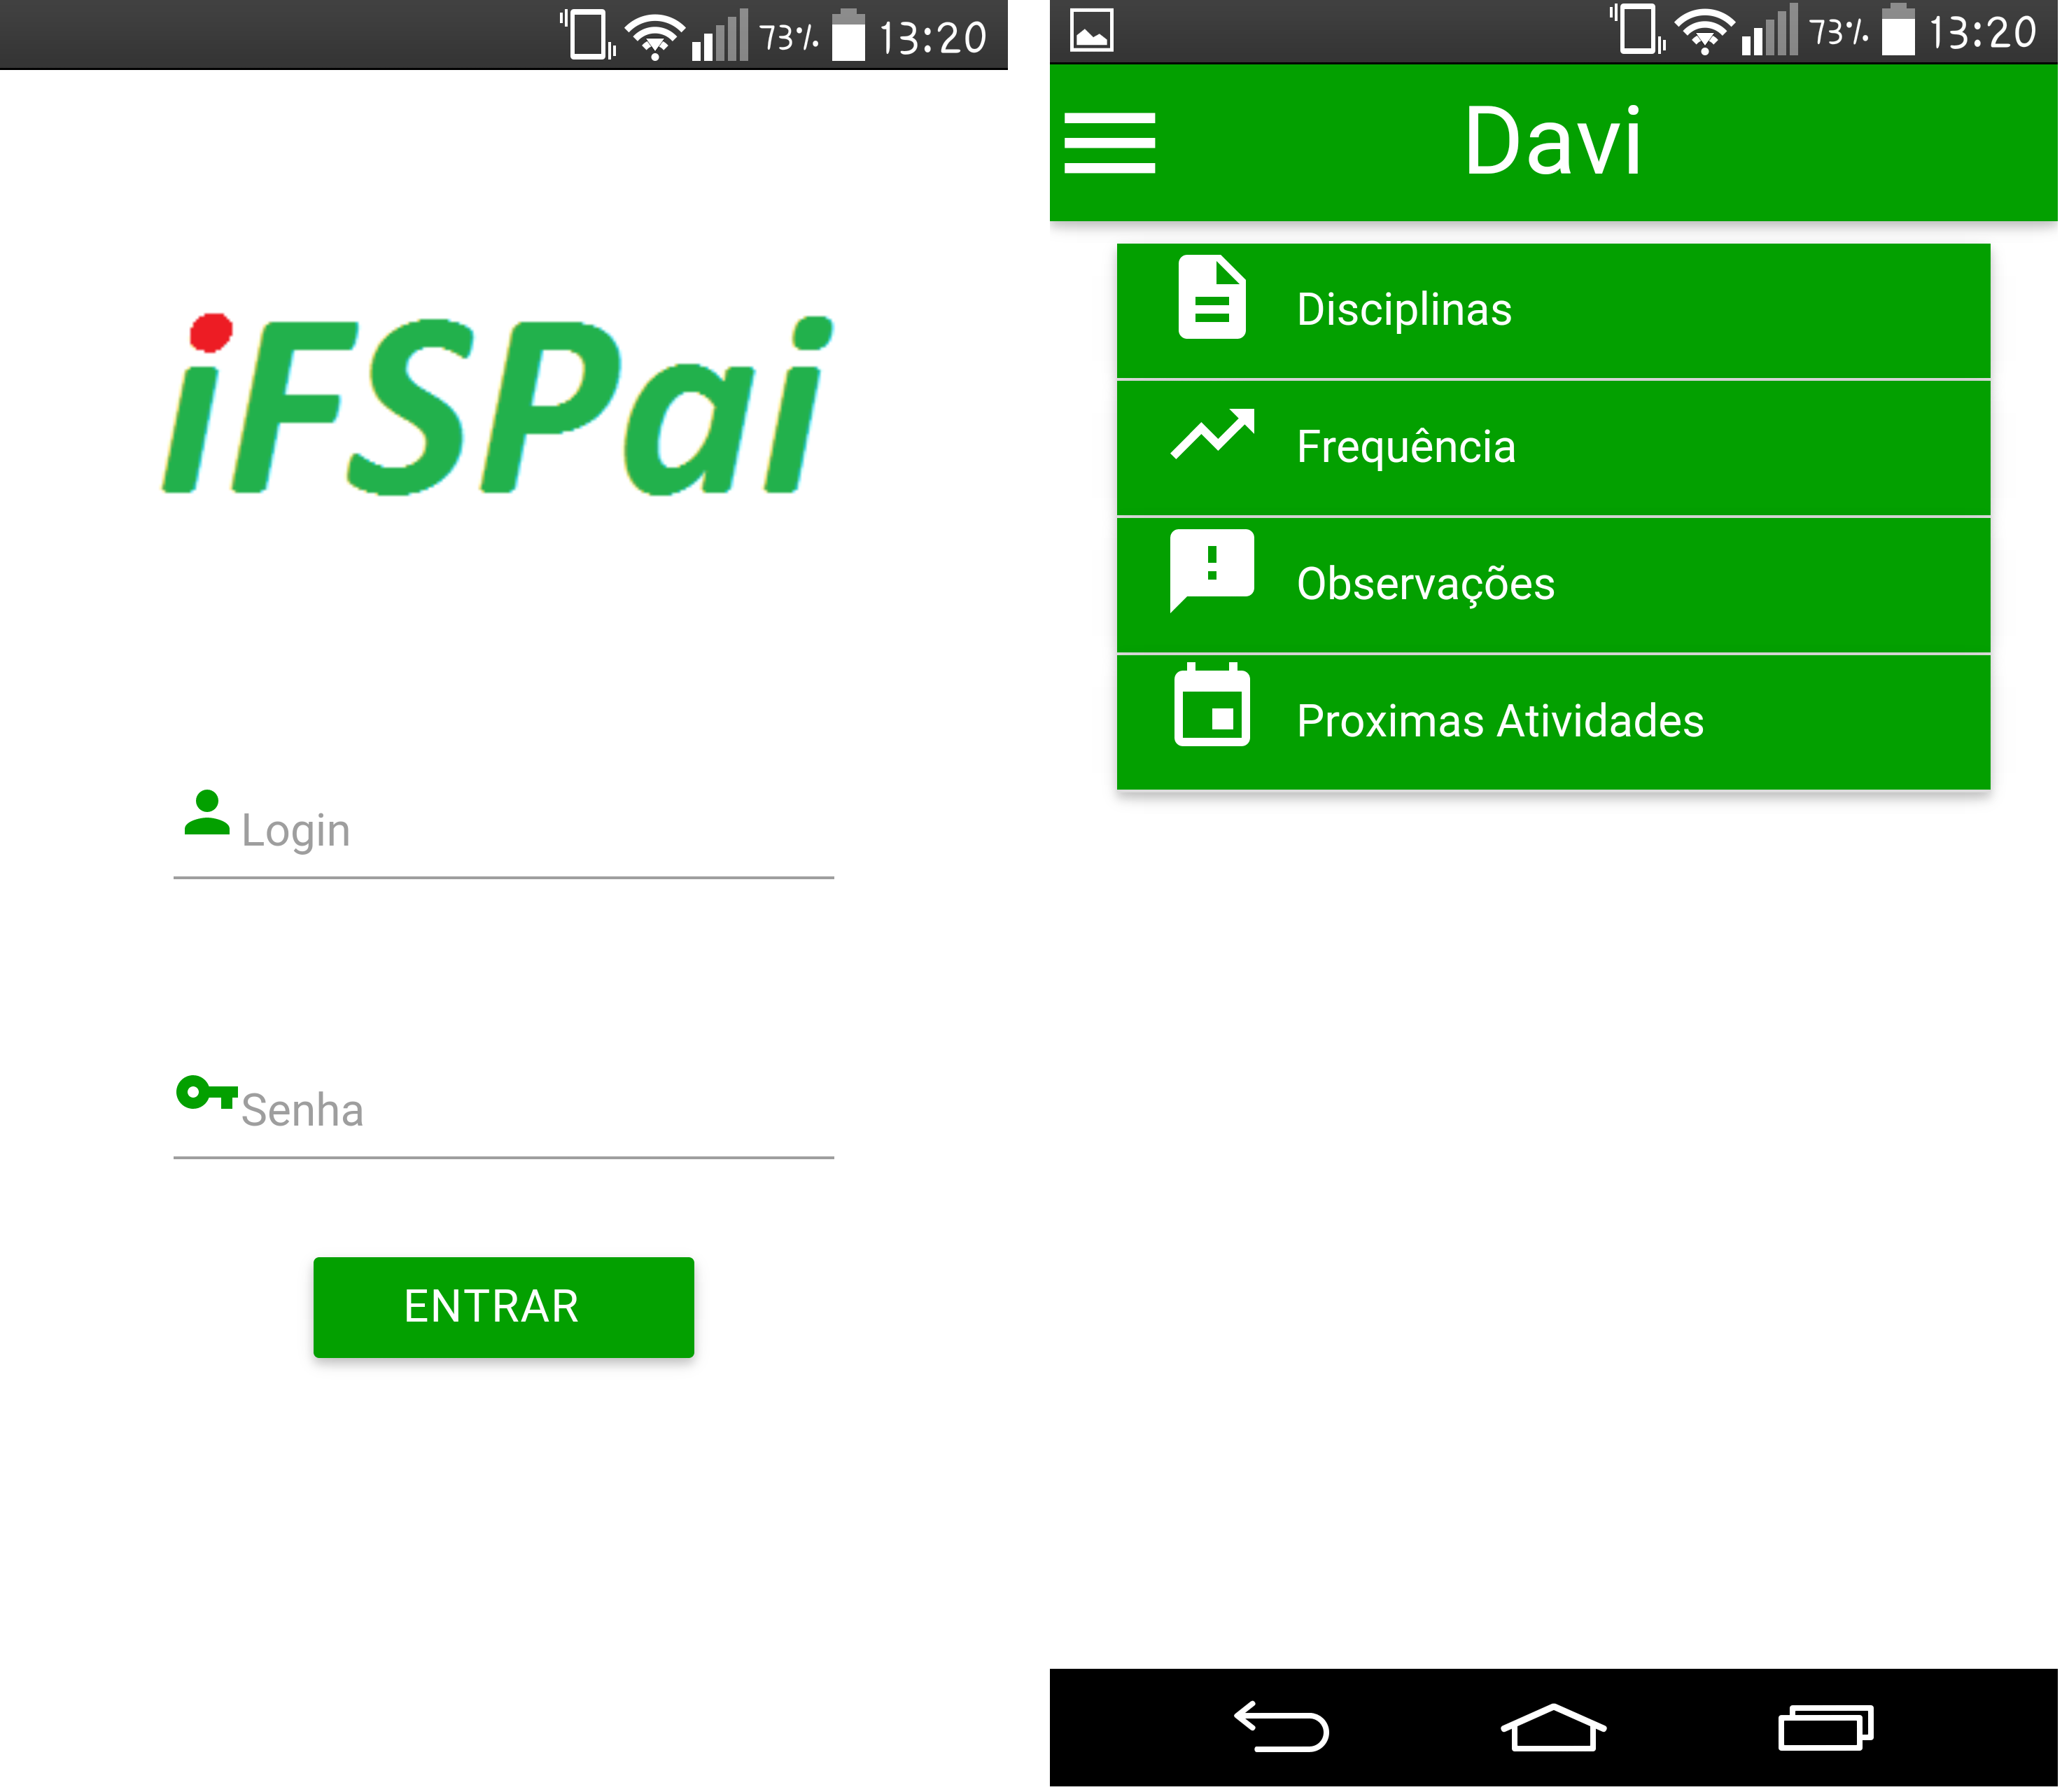 73%
13:20
iFSPai
Login
Senha
ENTRAR
73%
13:20
Davi
Disciplinas
Frequência
Observações
Proximas Atividades